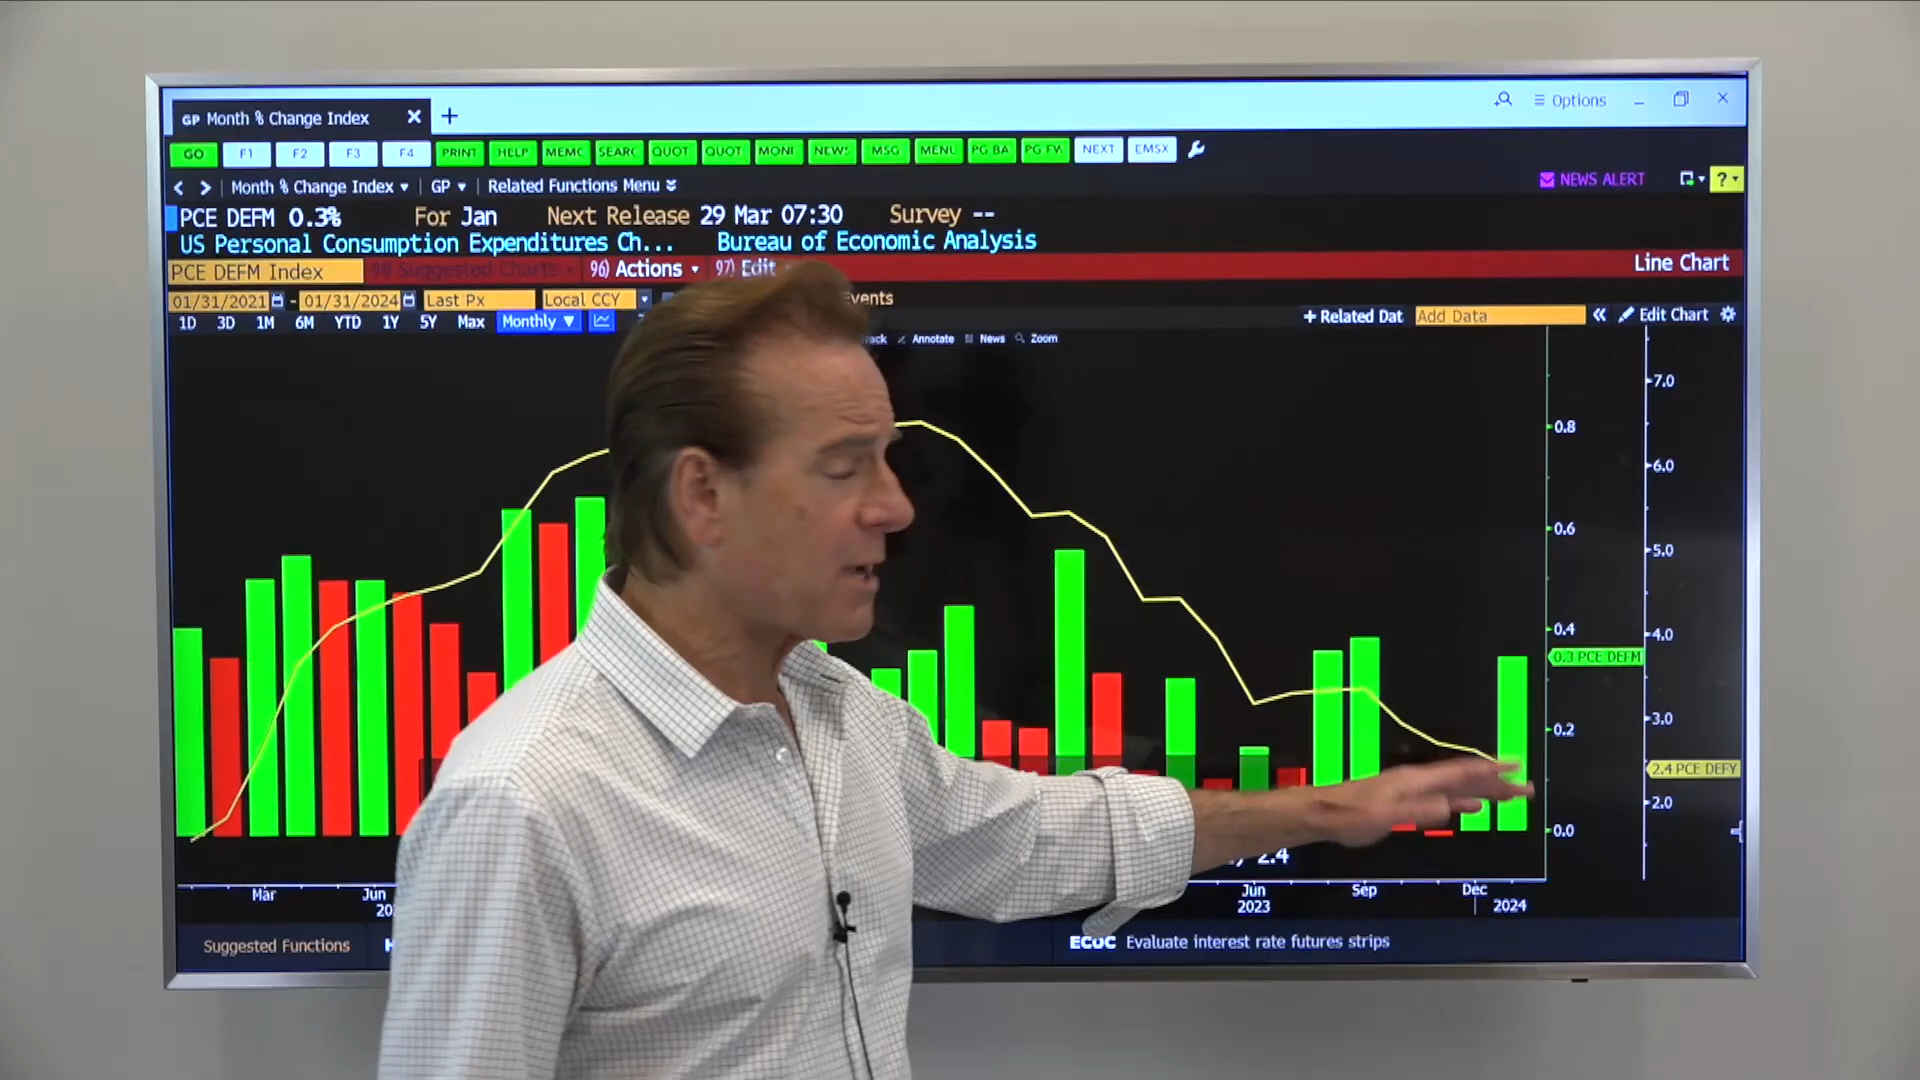 GP Month % Change Index
Options
GO F1 F2 F3 F4 PRINT HELP MEMC SEARC QUOT QUOT MONI NEWS MSG MENU PG BA PG FW NEXT EMSX
Month % Change Index GP Related Functions Menu
NEWS ALERT
?
PCE DEFM 0.3% For Jan Next Release 29 Mar 07:30 Survey --
US Personal Consumption Expenditures Ch... Bureau of Economic Analysis
PCE DEFM Index 98) Suggested Charts 96) Actions 97) Edit Line Chart
01/31/2021 - 01/31/2024 Last Px Local CCY vents
1D 3D 1M 6M YTD 1Y 5Y Max Monthly + Related Dat Add Data « Edit Chart
rack Annotate News Zoom
7.0
0.8
6.0
0.6
5.0
0.4
4.0
0.3 PCE DEFM
3.0
0.2
2.4 PCE DEFY
2.0
0.0
2.4
Mar Jun Jun Sep Dec
20 2023 2024
Suggested Functions H ECOC Evaluate interest rate futures strips